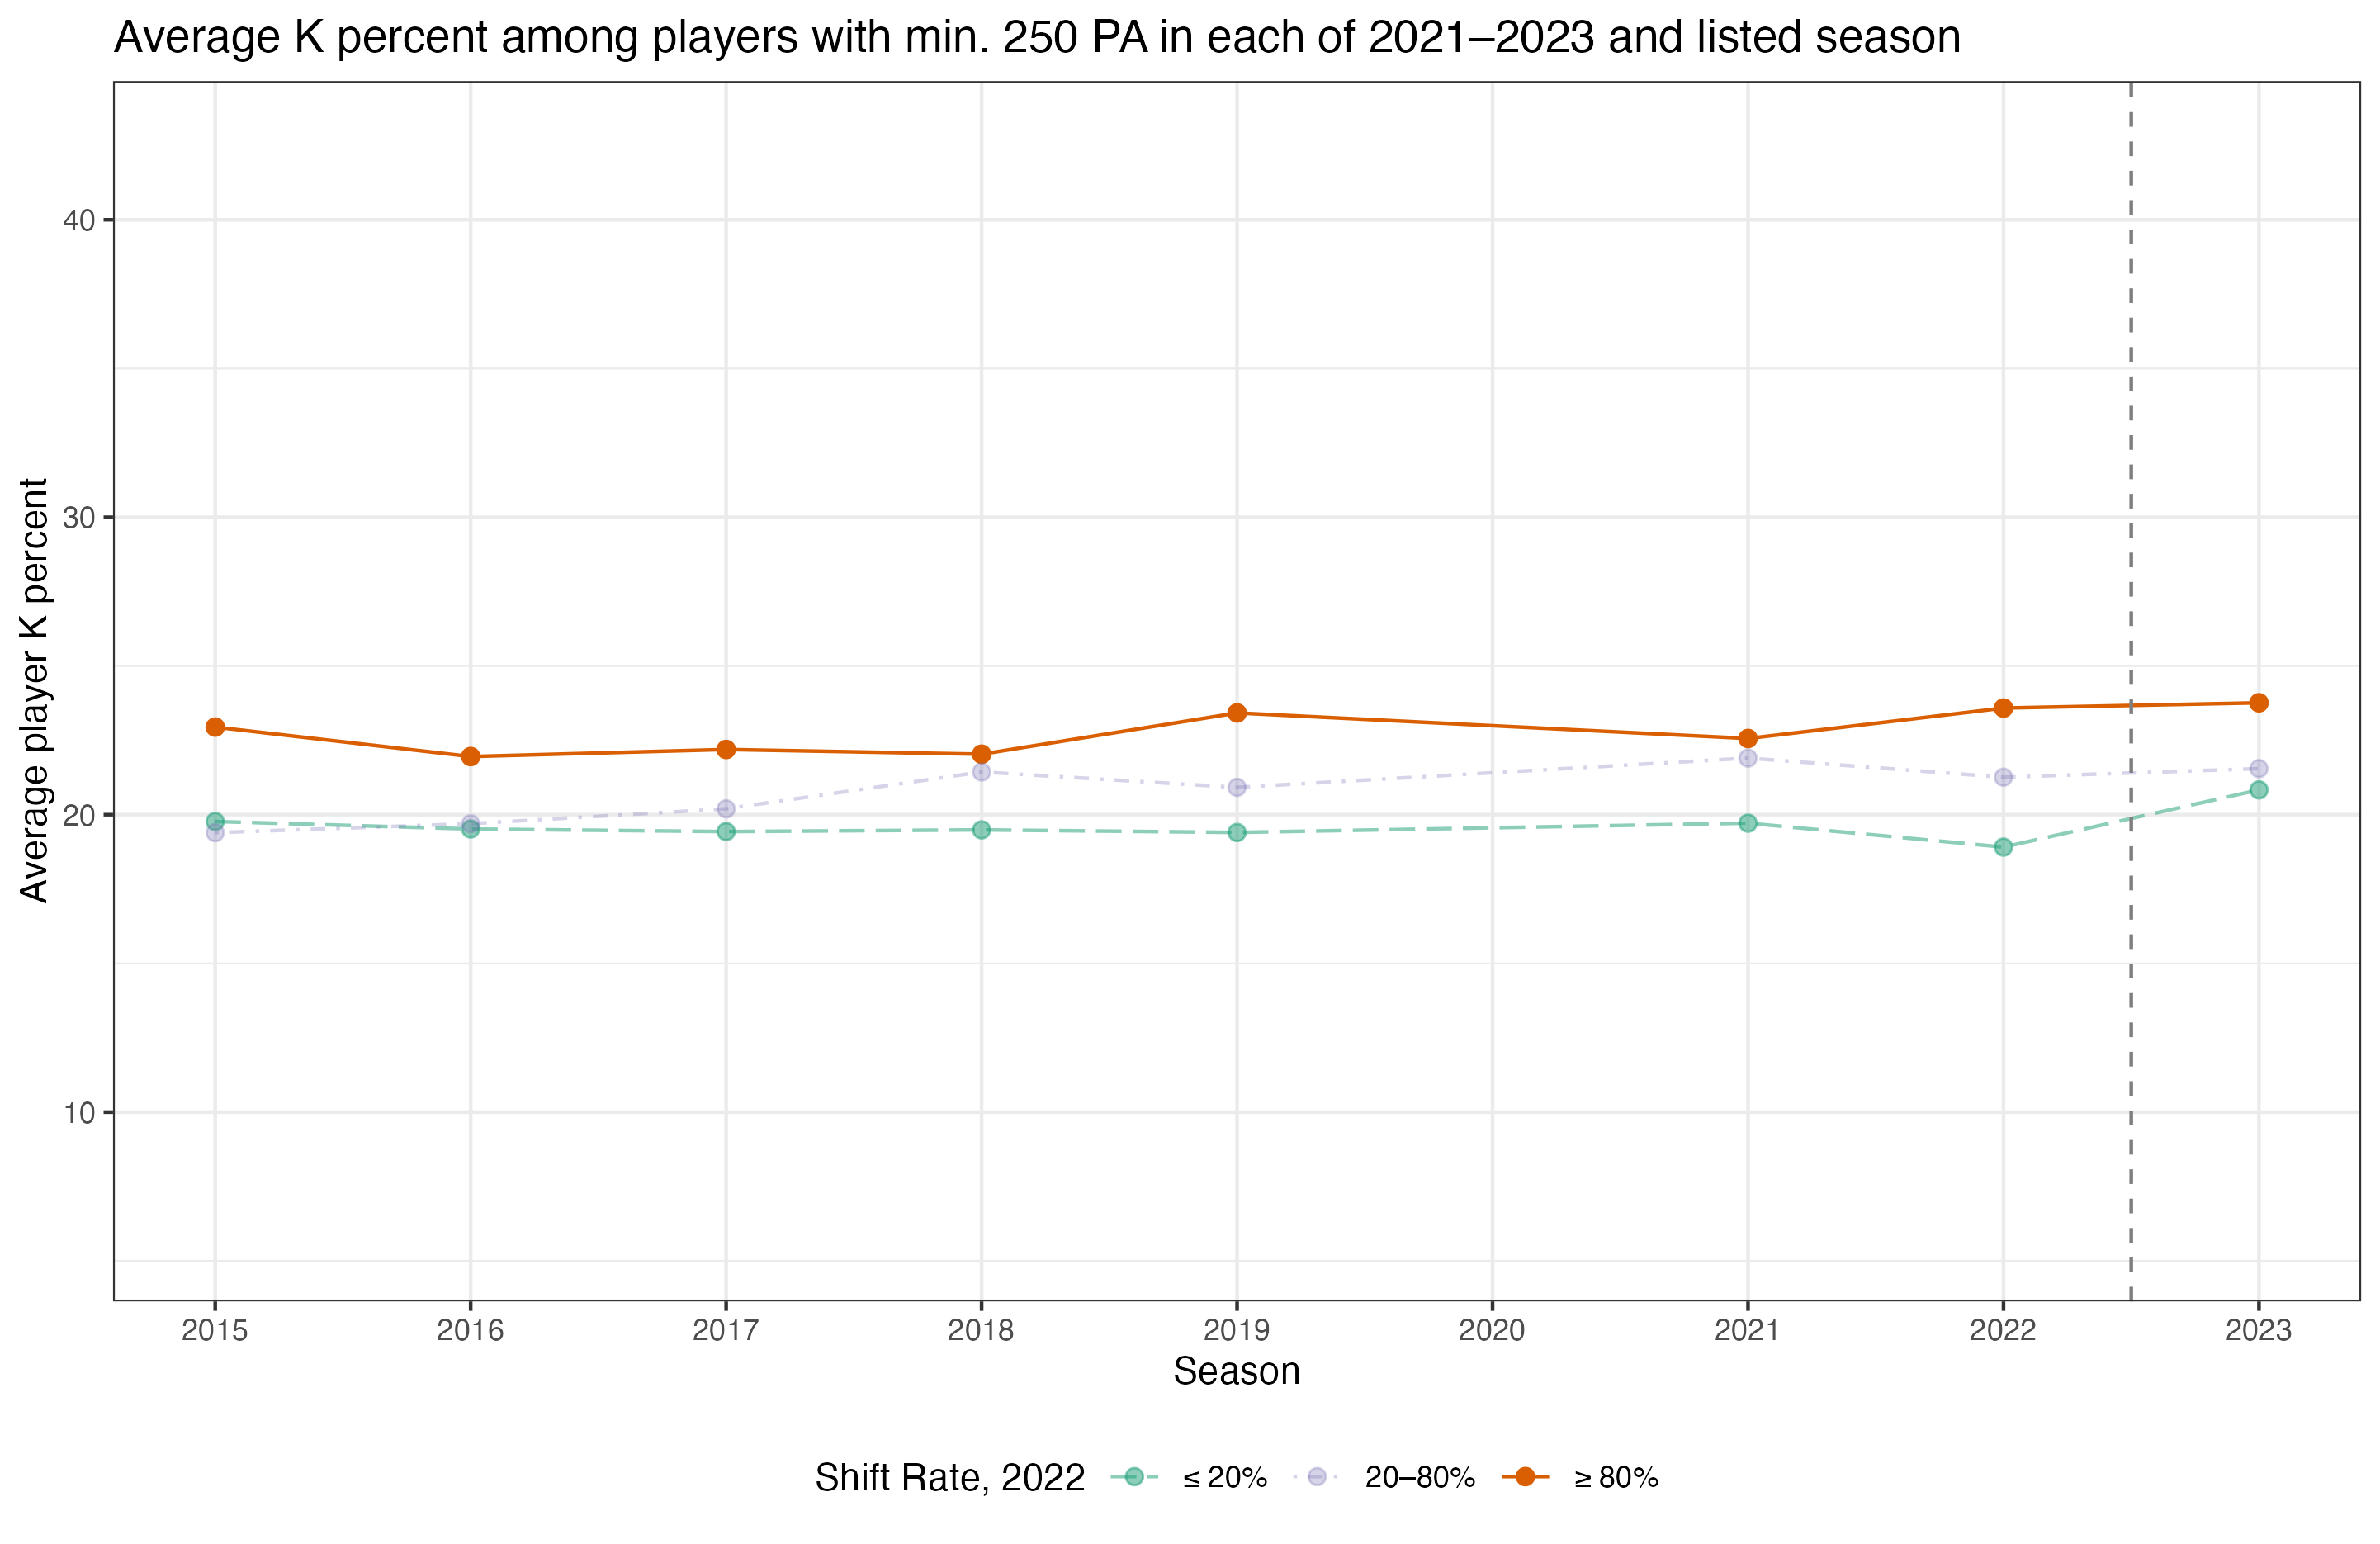 Average K percent among players with min. 250 PA in each of 2021–2023 and listed season
Average player K percent
40
30
20
10
2015 2016 2017 2018 2019 2020 2021 2022 2023
Season
Shift Rate, 2022 ≤ 20% 20–80% ≥ 80%